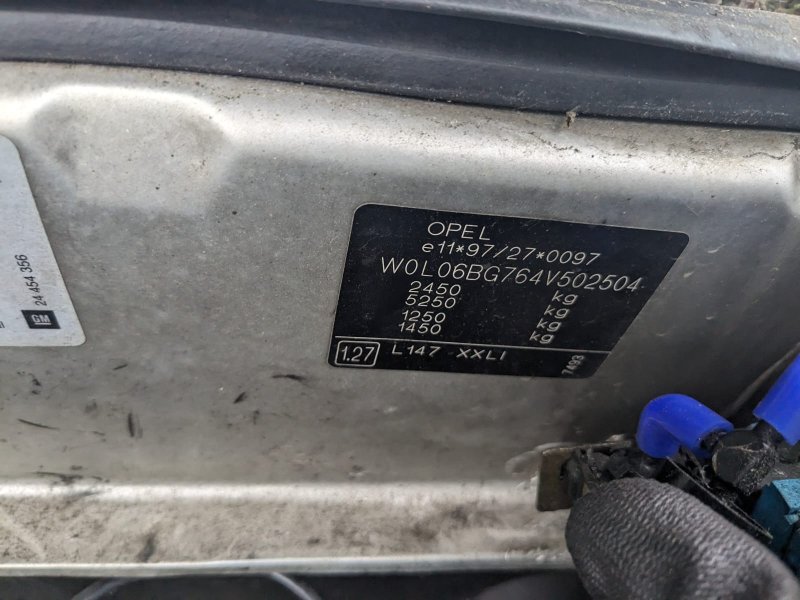 OPEL
e11*97/27*0097
W0L06BG764V502504
2450 kg
5250 kg
1250 kg
1450 kg
1.27 L147 XXLI
7493
24 454 356
GM